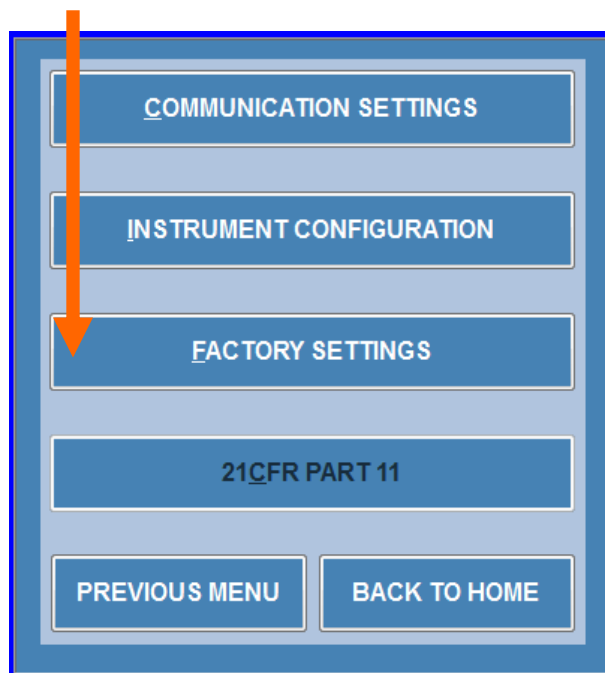 COMMUNICATION SETTINGS
INSTRUMENT CONFIGURATION
FACTORY SETTINGS
21CFR PART 11
PREVIOUS MENU
BACK TO HOME